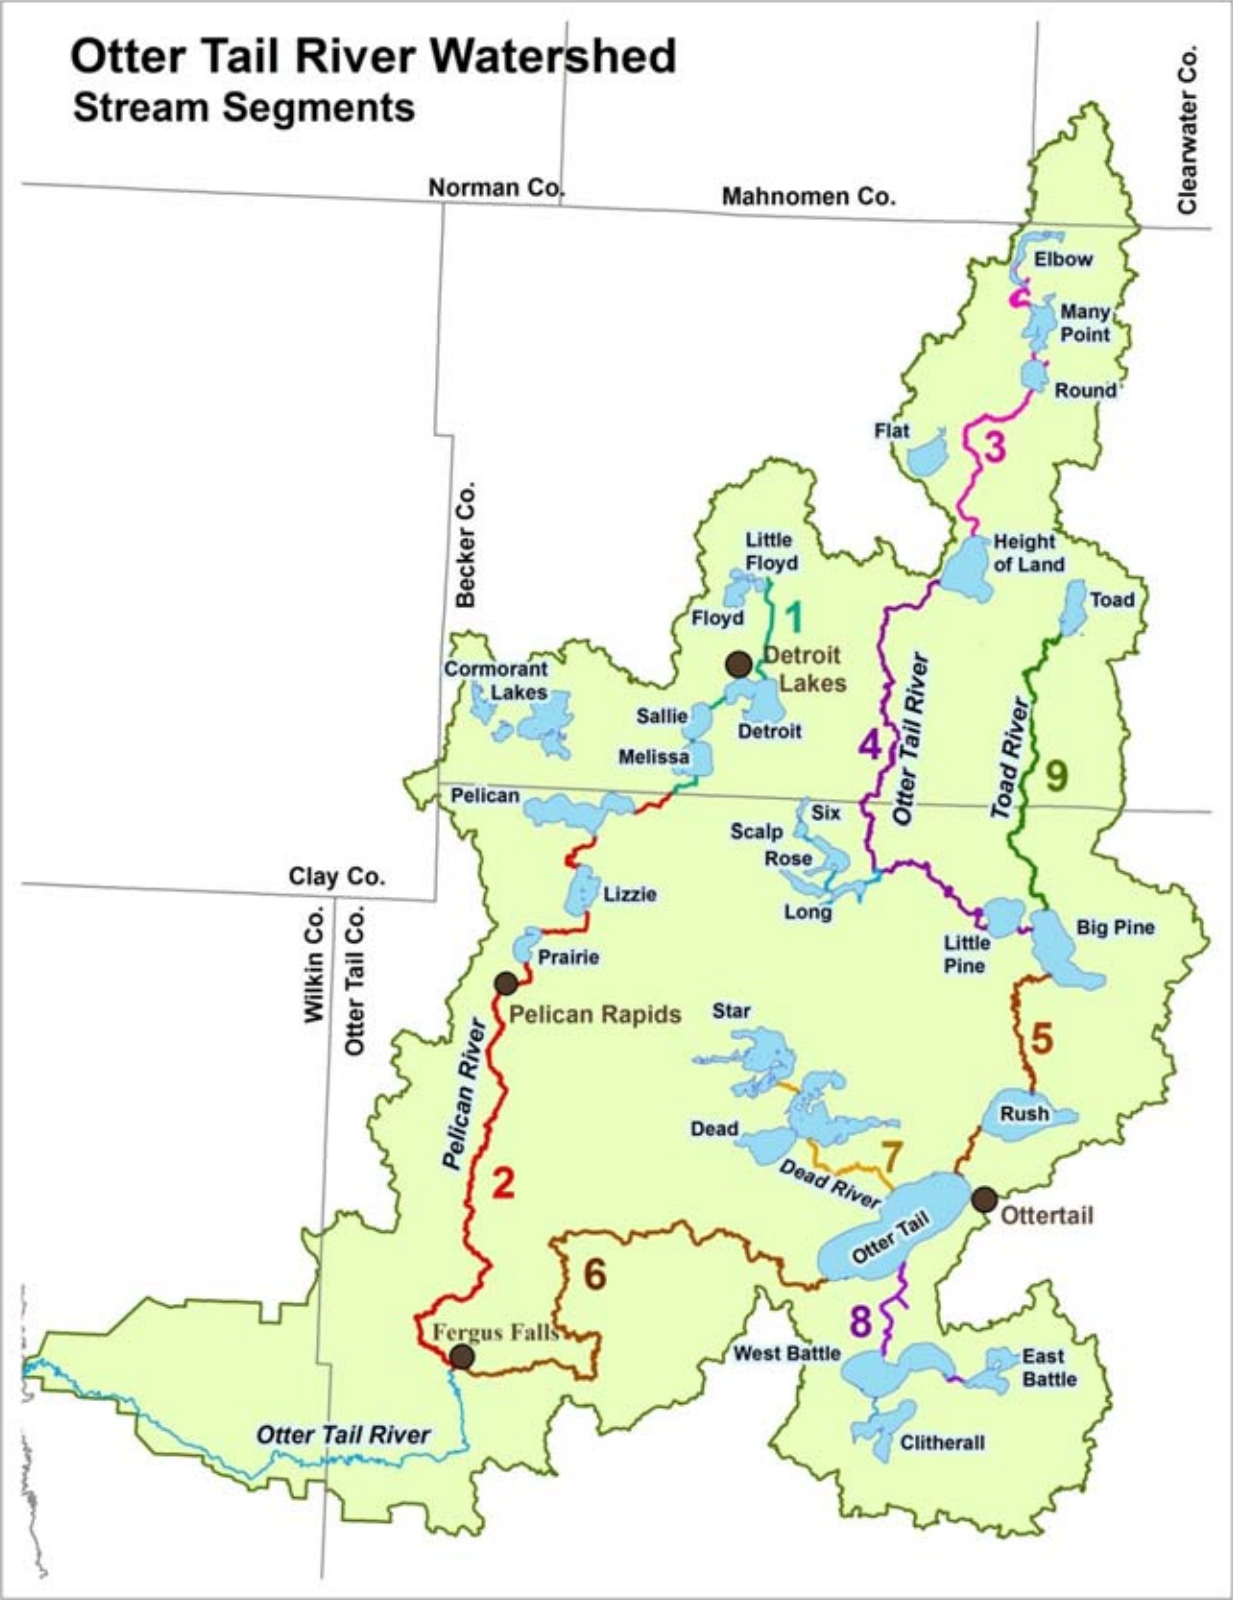 Otter Tail River Watershed
Stream Segments
Clearwater Co.
Norman Co.
Mahnomen Co.
Elbow
Many
Point
Round
Flat
3
Becker Co.
Little
Floyd
Height
of Land
Floyd
1
Toad
Detroit
Lakes
Cormorant
Lakes
Sallie
Detroit
Melissa
4
Otter Tail River
Toad River
9
Pelican
Six
Scalp
Rose
Clay Co.
Lizzie
Long
Wilkin Co.
Otter Tail Co.
Big Pine
Little
Pine
Prairie
Pelican Rapids
Star
5
Pelican River
Rush
Dead
7
Dead River
2
Ottertail
Otter Tail
6
8
Fergus Falls
West Battle
East
Battle
Otter Tail River
Clitherall